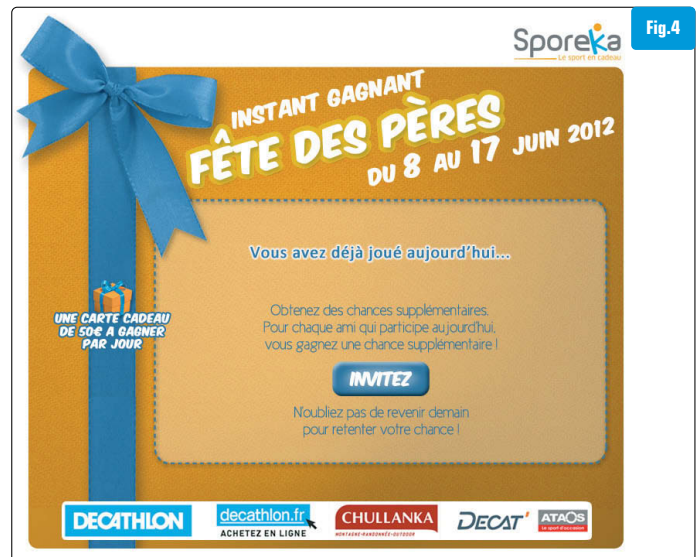 Fig.4
Sporeka
Le sport en cadeau
INSTANT GAGNANT
FÊTE DES PÈRES
DU 8 AU 17 JUIN 2012
Vous avez déjà joué aujourd'hui...
UNE CARTE CADEAU
DE 50€ A GAGNER
PAR JOUR
Obtenez des chances supplémentaires.
Pour chaque ami qui participe aujourd'hui,
vous gagnez une chance supplémentaire !
INVITEZ
Noubliez pas de revenir demain
pour retenter votre chance !
DECATHLON
decathlon.fr
ACHETEZ EN LIGNE
CHULLANKA
MONTAGNE-RANDONNÉE-OUTDOOR
DECAT'
ATAOS
Le sport d'occasion